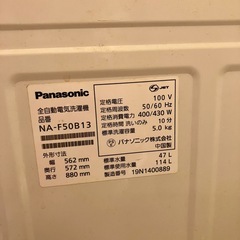 Panasonic
全自動電気洗濯機
品番
NA-F50B13
外形寸法
幅 562 mm
奥行 572 mm
高さ 880 mm
JET
定格電圧 100 V
定格周波数 50/60 Hz
定格消費電力 400/430 W
定格時間 洗いのみ 10分
標準洗濯容量 5.0 kg
パナソニック株式会社
中国製
標準水量 47 L
標準使用水量 114 L
製造番号 19N1400889